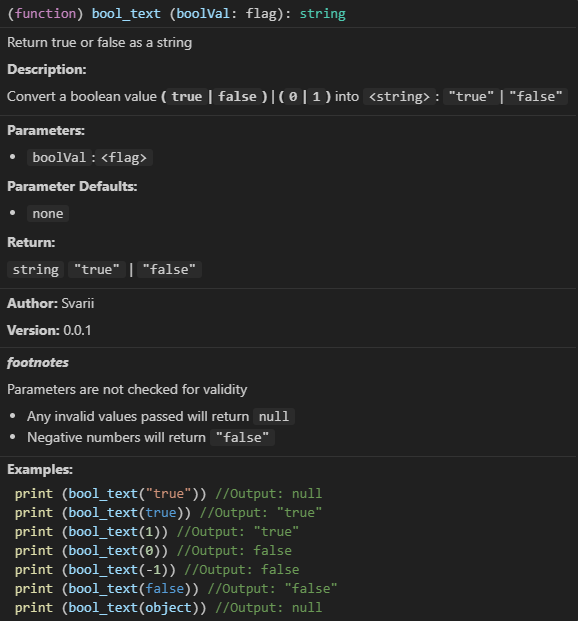 (function) bool_text (boolVal: flag): string
Return true or false as a string
Description:
Convert a boolean value ( true | false ) | ( 0 | 1 ) into <string> : "true" | "false"
Parameters:
• boolVal : <flag>
Parameter Defaults:
• none
Return:
string "true" | "false"
Author: Svarii
Version: 0.0.1
footnotes
Parameters are not checked for validity
• Any invalid values passed will return null
• Negative numbers will return "false"
Examples:
print (bool_text("true")) //Output: null
print (bool_text(true)) //Output: "true"
print (bool_text(1)) //Output: "true"
print (bool_text(0)) //Output: false
print (bool_text(-1)) //Output: false
print (bool_text(false)) //Output: "false"
print (bool_text(object)) //Output: null